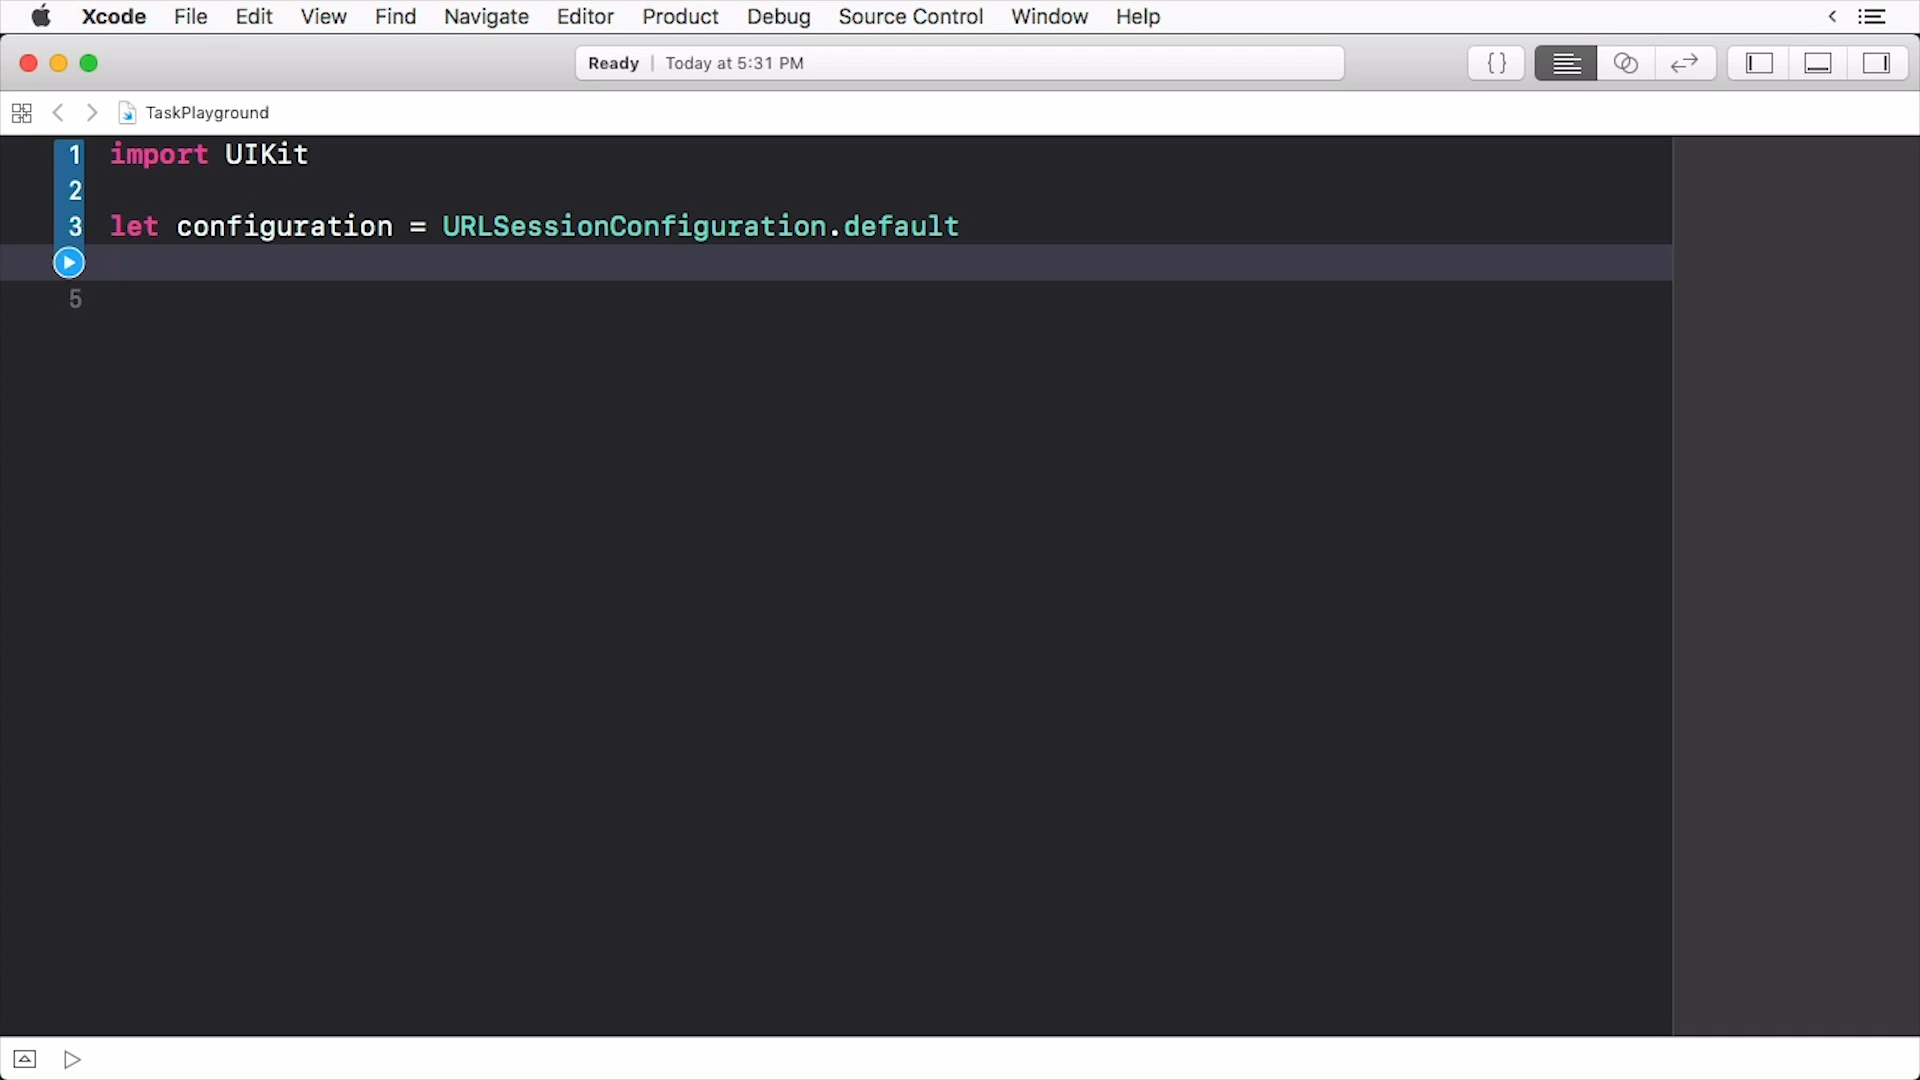 Xcode File Edit View Find Navigate Editor Product Debug Source Control Window Help
Ready | Today at 5:31 PM
{ }
TaskPlayground
1 import UIKit
2
3 let configuration = URLSessionConfiguration.default
5